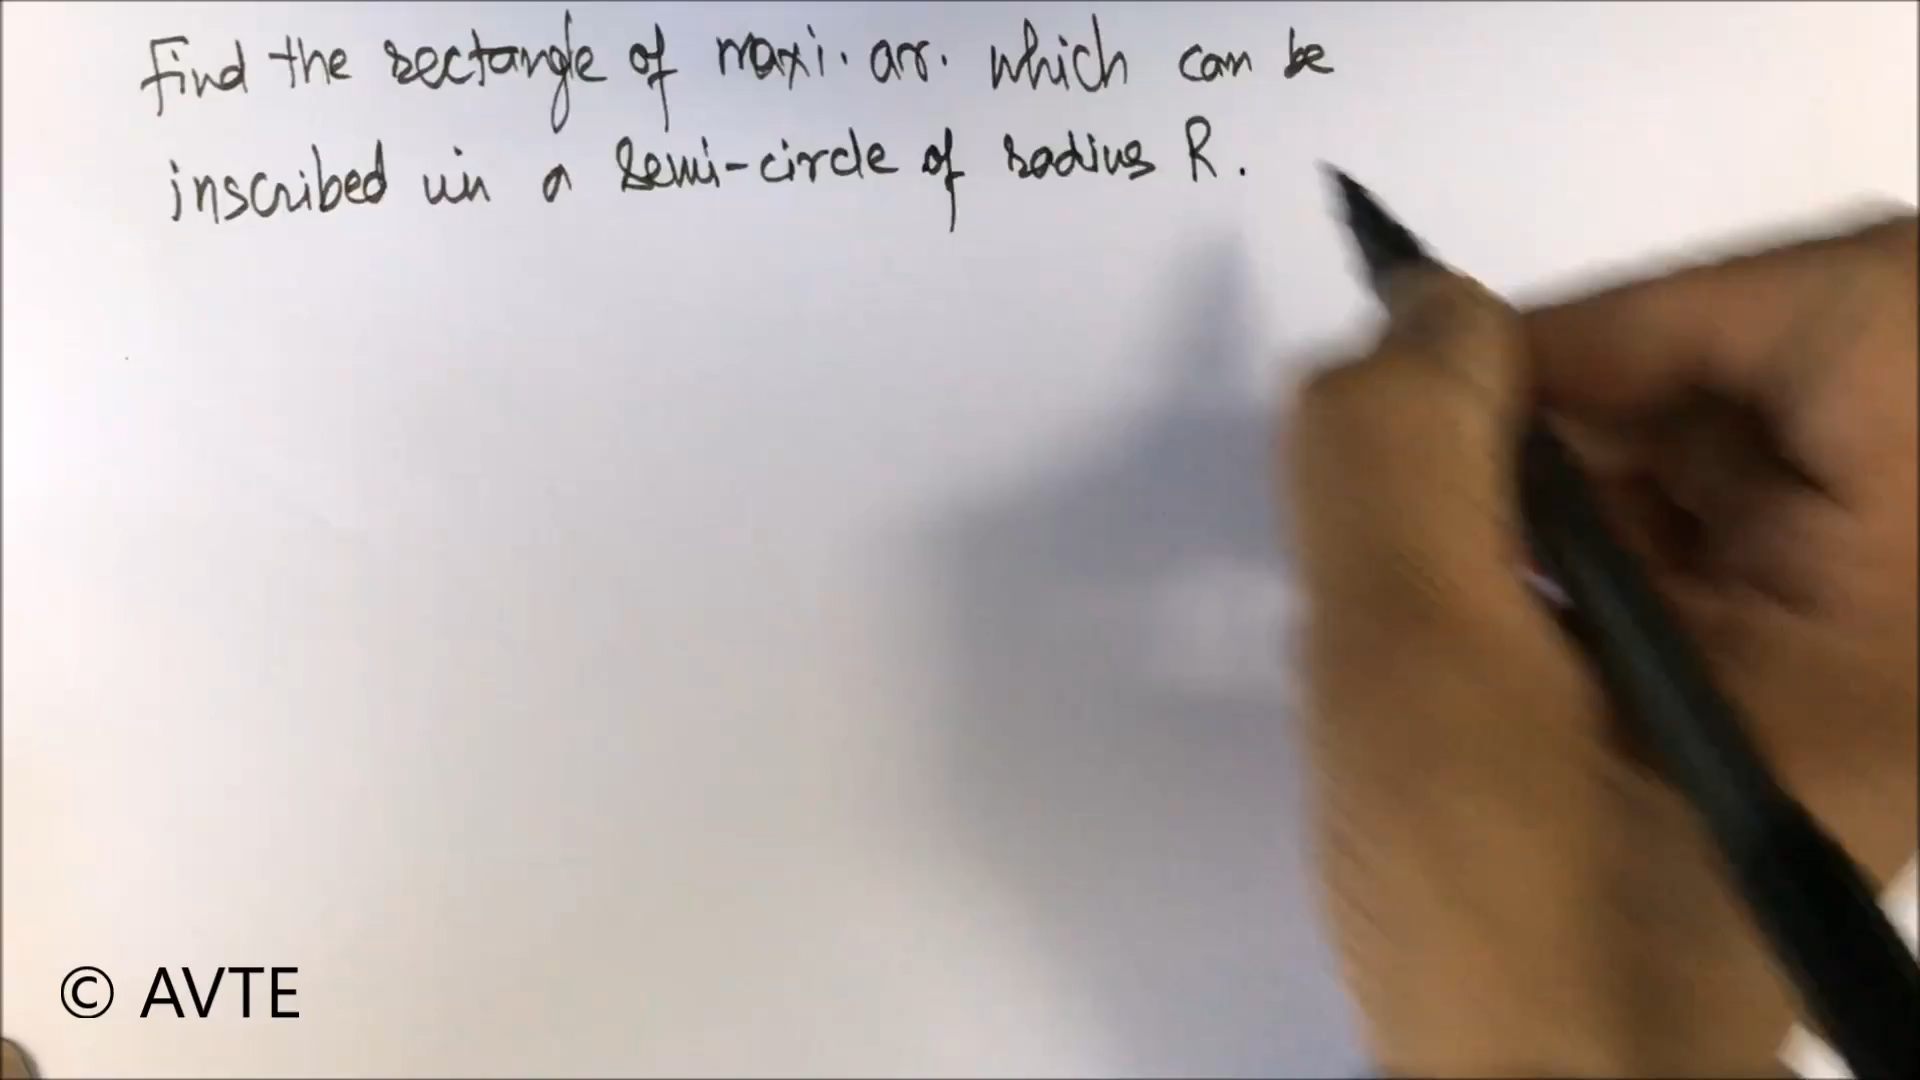 Find the rectangle of maxi. ar. which can be
inscribed in a semi-circle of radius R.
© AVTE